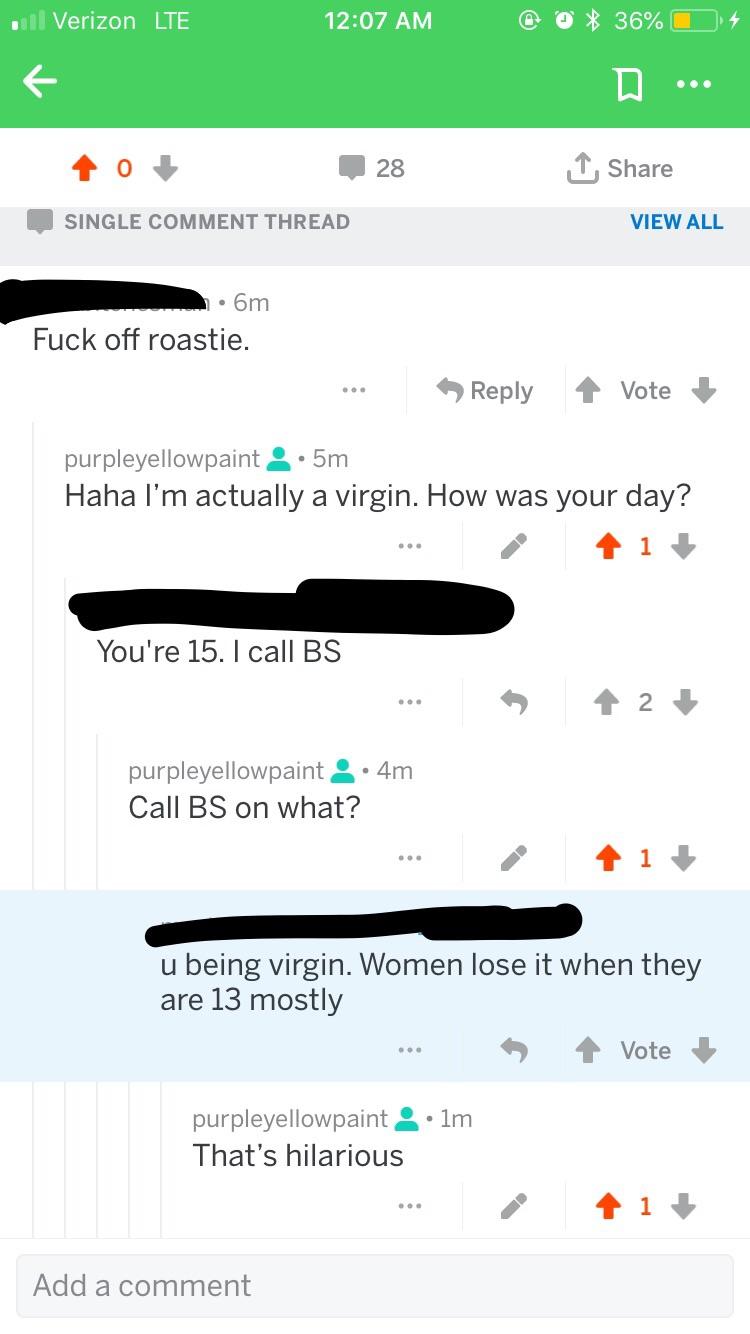 Verizon LTE 12:07 AM 36%
0 28 Share
SINGLE COMMENT THREAD VIEW ALL
• 6m
Fuck off roastie.
... Reply Vote
purpleyellowpaint • 5m
Haha I'm actually a virgin. How was your day?
... 1
You're 15. I call BS
... 2
purpleyellowpaint • 4m
Call BS on what?
... 1
u being virgin. Women lose it when they
are 13 mostly
... Vote
purpleyellowpaint • 1m
That's hilarious
... 1
Add a comment